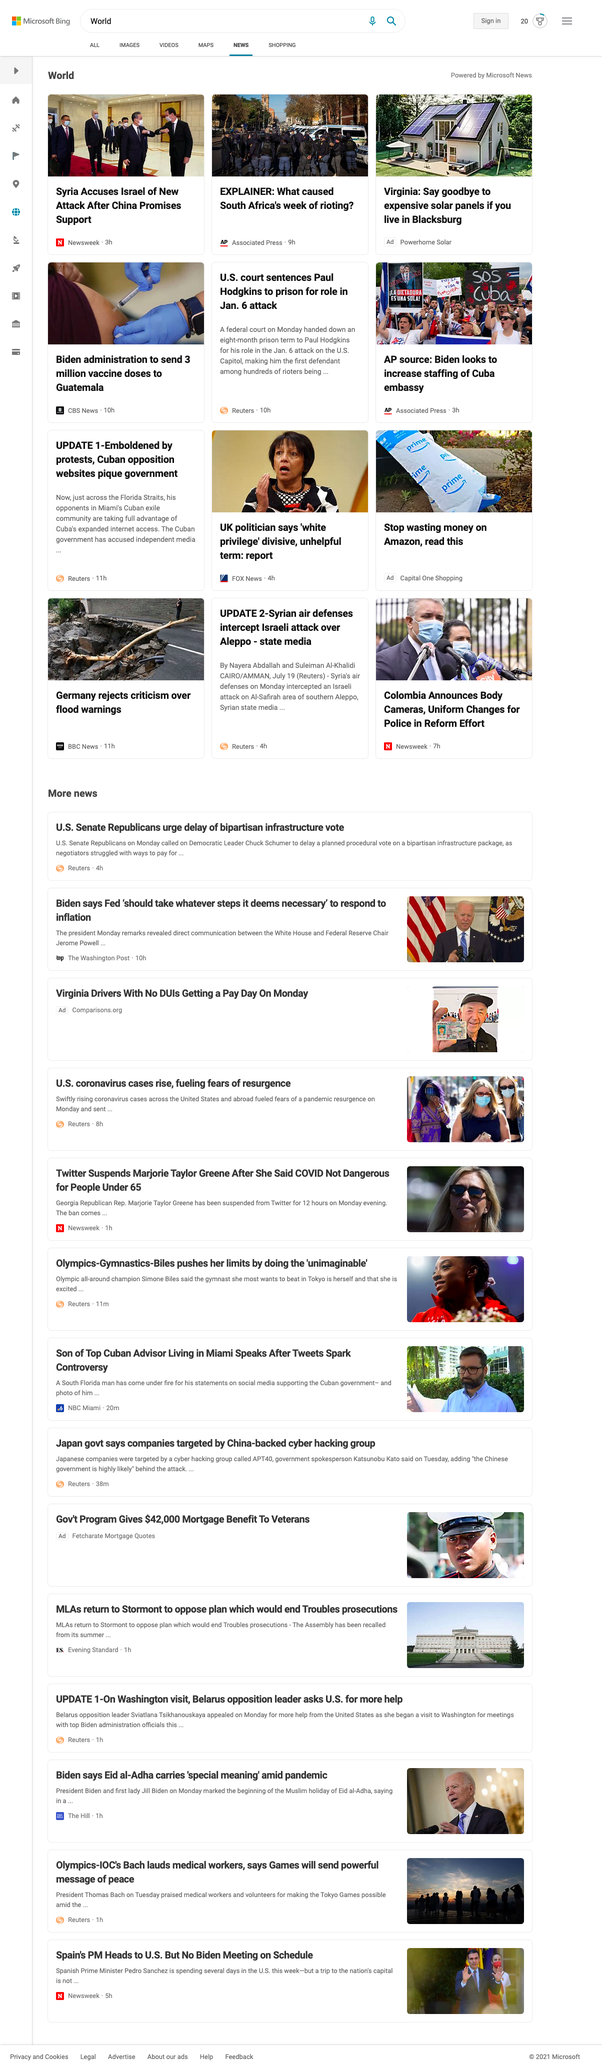 Microsoft Bing
World
Sign in
20
ALL IMAGES VIDEOS MAPS NEWS SHOPPING
World
Powered by Microsoft News
Syria Accuses Israel of New
Attack After China Promises
Support
Newsweek · 3h
EXPLAINER: What caused
South Africa's week of rioting?
AP Associated Press · 9h
Virginia: Say goodbye to
expensive solar panels if you
live in Blacksburg
Ad Powerhome Solar
Biden administration to send 3
million vaccine doses to
Guatemala
CBS News · 10h
U.S. court sentences Paul
Hodgkins to prison for role in
Jan. 6 attack
A federal court on Monday handed down an
eight-month prison term to Paul Hodgkins
for his role in the Jan. 6 attack on the U.S.
Capitol, making him the first defendant
among hundreds of rioters being ...
Reuters · 10h
SOS
Cuba
AP source: Biden looks to
increase staffing of Cuba
embassy
AP Associated Press · 3h
UPDATE 1-Emboldened by
protests, Cuban opposition
websites pique government
Now, just across the Florida Straits, his
opponents in Miami's Cuban exile
community are taking full advantage of
Cuba's expanded internet access. The Cuban
government has accused independent media
...
Reuters · 11h
UK politician says 'white
privilege' divisive, unhelpful
term: report
FOX News · 4h
prime
prime
Stop wasting money on
Amazon, read this
Ad Capital One Shopping
Germany rejects criticism over
flood warnings
BBC News · 11h
UPDATE 2-Syrian air defenses
intercept Israeli attack over
Aleppo - state media
By Nayera Abdallah and Suleiman Al-Khalidi
CAIRO/AMMAN, July 19 (Reuters) - Syria's air
defenses on Monday intercepted an Israeli
attack on Al-Safirah area of southern Aleppo,
Syrian state media ...
Reuters · 4h
Colombia Announces Body
Cameras, Uniform Changes for
Police in Reform Effort
Newsweek · 7h
More news
U.S. Senate Republicans urge delay of bipartisan infrastructure vote
U.S. Senate Republicans on Monday called on Democratic Leader Chuck Schumer to delay a planned procedural vote on a bipartisan infrastructure package, as
negotiators struggled with ways to pay for ...
Reuters · 4h
Biden says Fed 'should take whatever steps it deems necessary' to respond to
inflation
The president Monday remarks revealed direct communication between the White House and Federal Reserve Chair
Jerome Powell ...
wp The Washington Post · 10h
Virginia Drivers With No DUIs Getting a Pay Day On Monday
Ad Comparisons.org
U.S. coronavirus cases rise, fueling fears of resurgence
Swiftly rising coronavirus cases across the United States and abroad fueled fears of a pandemic resurgence on
Monday and sent ...
Reuters · 8h
Twitter Suspends Marjorie Taylor Greene After She Said COVID Not Dangerous
for People Under 65
Georgia Republican Rep. Marjorie Taylor Greene has been suspended from Twitter for 12 hours on Monday evening.
The ban comes ...
Newsweek · 1h
Olympics-Gymnastics-Biles pushes her limits by doing the 'unimaginable'
Olympic all-around champion Simone Biles said the gymnast she most wants to beat in Tokyo is herself and that she is
excited ...
Reuters · 11m
Son of Top Cuban Advisor Living in Miami Speaks After Tweets Spark
Controversy
A South Florida man has come under fire for his statements on social media supporting the Cuban government– and
photo of him ...
NBC Miami · 20m
Japan govt says companies targeted by China-backed cyber hacking group
Japanese companies were targeted by a cyber hacking group called APT40, government spokesperson Katsunobu Kato said on Tuesday, adding "the Chinese
government is highly likely" behind the attack. ...
Reuters · 38m
Gov't Program Gives $42,000 Mortgage Benefit To Veterans
Ad Fetcharate Mortgage Quotes
MLAs return to Stormont to oppose plan which would end Troubles prosecutions
MLAs return to Stormont to oppose plan which would end Troubles prosecutions - The Assembly has been recalled
from its summer ...
ES. Evening Standard · 1h
UPDATE 1-On Washington visit, Belarus opposition leader asks U.S. for more help
Belarus opposition leader Sviatlana Tsikhanouskaya appealed on Monday for more help from the United States as she began a visit to Washington for meetings
with top Biden administration officials this ...
Reuters · 1h
Biden says Eid al-Adha carries 'special meaning' amid pandemic
President Biden and first lady Jill Biden on Monday marked the beginning of the Muslim holiday of Eid al-Adha, saying
in a ...
The Hill · 1h
Olympics-IOC's Bach lauds medical workers, says Games will send powerful
message of peace
President Thomas Bach on Tuesday praised medical workers and volunteers for making the Tokyo Games possible
amid the ...
Reuters · 1h
Spain's PM Heads to U.S. But No Biden Meeting on Schedule
Spanish Prime Minister Pedro Sanchez is spending several days in the U.S. this week—but a trip to the nation's capital
is not ...
Newsweek · 5h
Privacy and Cookies Legal Advertise About our ads Help Feedback
© 2021 Microsoft